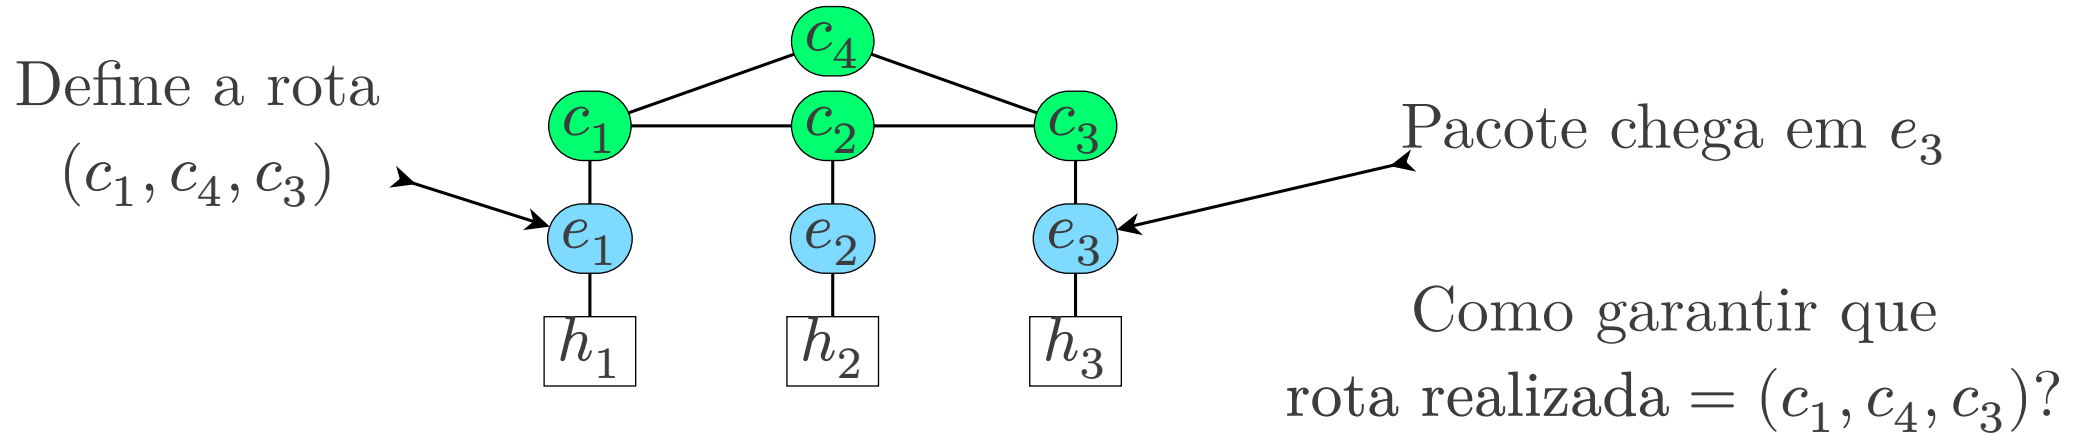 Define a rota
(c₁, c₄, c₃)
c₄
c₁
c₂
c₃
e₁
e₂
e₃
h₁
h₂
h₃
Pacote chega em e₃
Como garantir que
rota realizada = (c₁, c₄, c₃)?